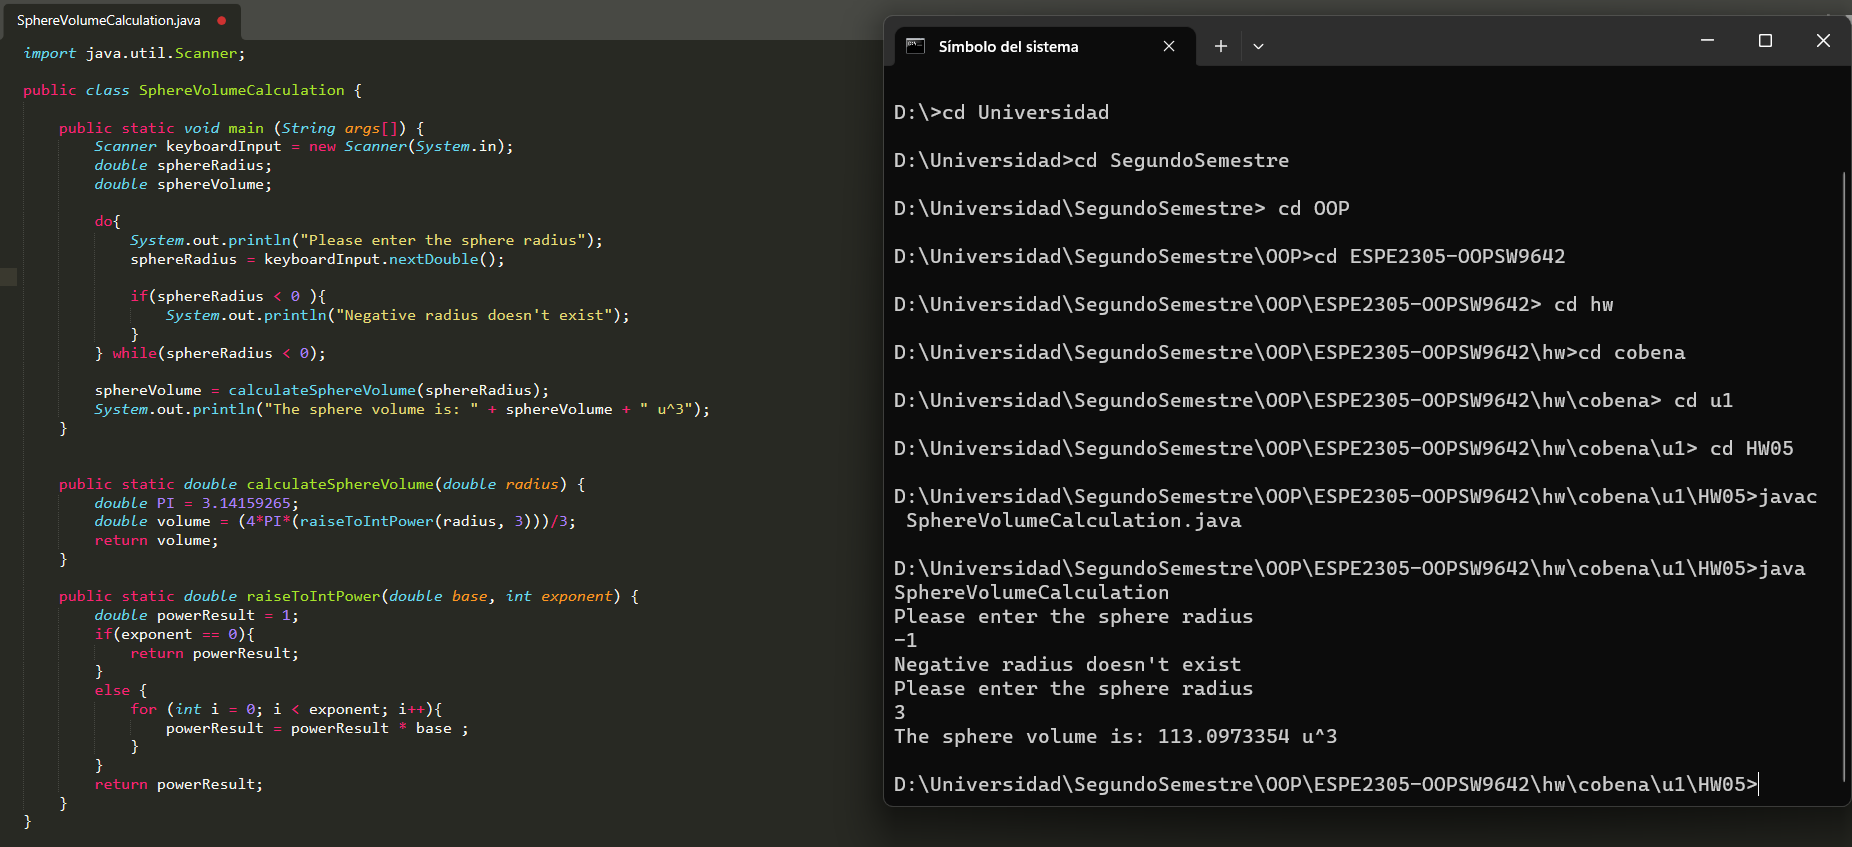 SphereVolumeCalculation.java
import java.util.Scanner;
public class SphereVolumeCalculation {
public static void main (String args[]) {
Scanner keyboardInput = new Scanner(System.in);
double sphereRadius;
double sphereVolume;
do{
System.out.println("Please enter the sphere radius");
sphereRadius = keyboardInput.nextDouble();
if(sphereRadius < 0 ){
System.out.println("Negative radius doesn't exist");
}
} while(sphereRadius < 0);
sphereVolume = calculateSphereVolume(sphereRadius);
System.out.println("The sphere volume is: " + sphereVolume + " u^3");
}
public static double calculateSphereVolume(double radius) {
double PI = 3.14159265;
double volume = (4*PI*(raiseToIntPower(radius, 3)))/3;
return volume;
}
public static double raiseToIntPower(double base, int exponent) {
double powerResult = 1;
if(exponent == 0){
return powerResult;
}
else {
for (int i = 0; i < exponent; i++){
powerResult = powerResult * base ;
}
}
return powerResult;
}
}
Símbolo del sistema
D:\>cd Universidad
D:\Universidad>cd SegundoSemestre
D:\Universidad\SegundoSemestre> cd OOP
D:\Universidad\SegundoSemestre\OOP>cd ESPE2305-OOPSW9642
D:\Universidad\SegundoSemestre\OOP\ESPE2305-OOPSW9642> cd hw
D:\Universidad\SegundoSemestre\OOP\ESPE2305-OOPSW9642\hw>cd cobena
D:\Universidad\SegundoSemestre\OOP\ESPE2305-OOPSW9642\hw\cobena> cd u1
D:\Universidad\SegundoSemestre\OOP\ESPE2305-OOPSW9642\hw\cobena\u1> cd HW05
D:\Universidad\SegundoSemestre\OOP\ESPE2305-OOPSW9642\hw\cobena\u1\HW05>javac
SphereVolumeCalculation.java
D:\Universidad\SegundoSemestre\OOP\ESPE2305-OOPSW9642\hw\cobena\u1\HW05>java
SphereVolumeCalculation
Please enter the sphere radius
-1
Negative radius doesn't exist
Please enter the sphere radius
3
The sphere volume is: 113.0973354 u^3
D:\Universidad\SegundoSemestre\OOP\ESPE2305-OOPSW9642\hw\cobena\u1\HW05>